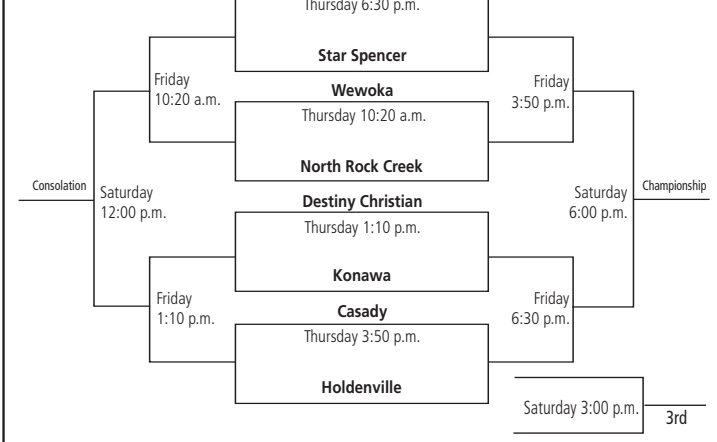 Thursday 6:30 p.m.
Star Spencer
Friday
10:20 a.m.
Wewoka
Friday
3:50 p.m.
Thursday 10:20 a.m.
North Rock Creek
Consolation
Saturday
12:00 p.m.
Destiny Christian
Saturday
6:00 p.m.
Championship
Thursday 1:10 p.m.
Konawa
Friday
1:10 p.m.
Casady
Friday
6:30 p.m.
Thursday 3:50 p.m.
Holdenville
Saturday 3:00 p.m.
3rd